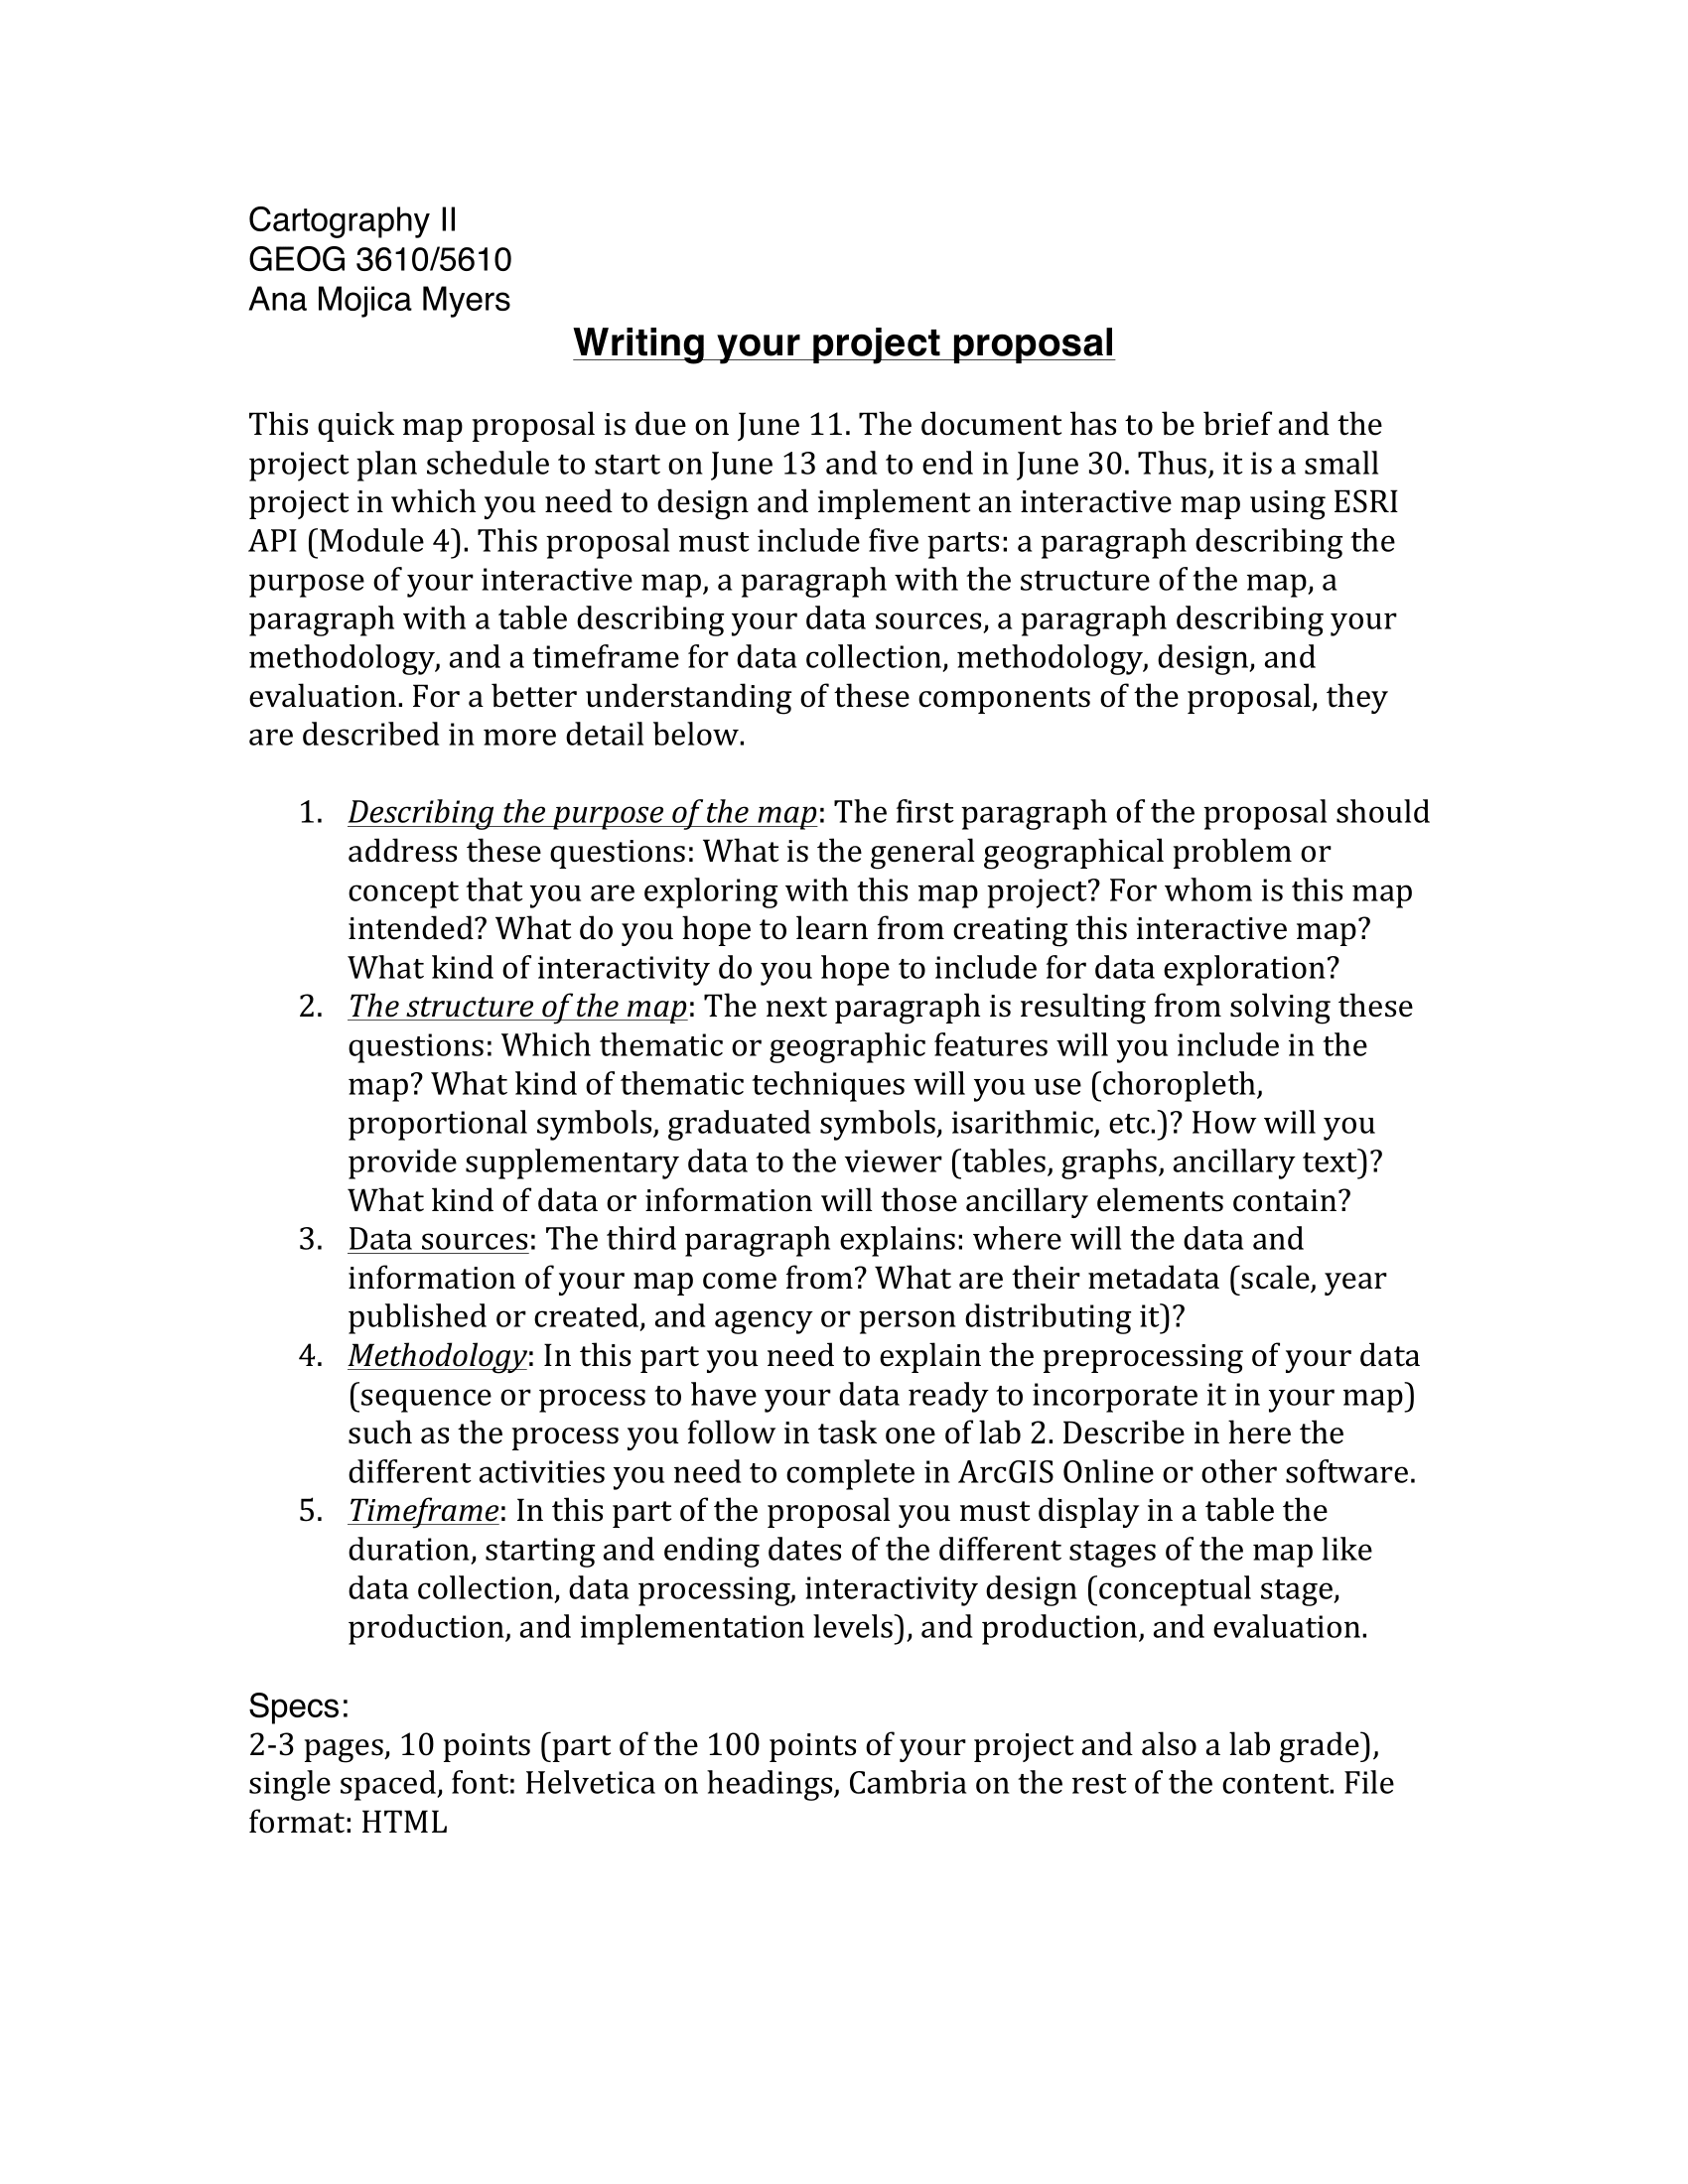 Cartography II
GEOG 3610/5610
Ana Mojica Myers
Writing your project proposal
This quick map proposal is due on June 11. The document has to be brief and the
project plan schedule to start on June 13 and to end in June 30. Thus, it is a small
project in which you need to design and implement an interactive map using ESRI
API (Module 4). This proposal must include five parts: a paragraph describing the
purpose of your interactive map, a paragraph with the structure of the map, a
paragraph with a table describing your data sources, a paragraph describing your
methodology, and a timeframe for data collection, methodology, design, and
evaluation. For a better understanding of these components of the proposal, they
are described in more detail below.
1. Describing the purpose of the map: The first paragraph of the proposal should
address these questions: What is the general geographical problem or
concept that you are exploring with this map project? For whom is this map
intended? What do you hope to learn from creating this interactive map?
What kind of interactivity do you hope to include for data exploration?
2. The structure of the map: The next paragraph is resulting from solving these
questions: Which thematic or geographic features will you include in the
map? What kind of thematic techniques will you use (choropleth,
proportional symbols, graduated symbols, isarithmic, etc.)? How will you
provide supplementary data to the viewer (tables, graphs, ancillary text)?
What kind of data or information will those ancillary elements contain?
3. Data sources: The third paragraph explains: where will the data and
information of your map come from? What are their metadata (scale, year
published or created, and agency or person distributing it)?
4. Methodology: In this part you need to explain the preprocessing of your data
(sequence or process to have your data ready to incorporate it in your map)
such as the process you follow in task one of lab 2. Describe in here the
different activities you need to complete in ArcGIS Online or other software.
5. Timeframe: In this part of the proposal you must display in a table the
duration, starting and ending dates of the different stages of the map like
data collection, data processing, interactivity design (conceptual stage,
production, and implementation levels), and production, and evaluation.
Specs:
2-3 pages, 10 points (part of the 100 points of your project and also a lab grade),
single spaced, font: Helvetica on headings, Cambria on the rest of the content. File
format: HTML